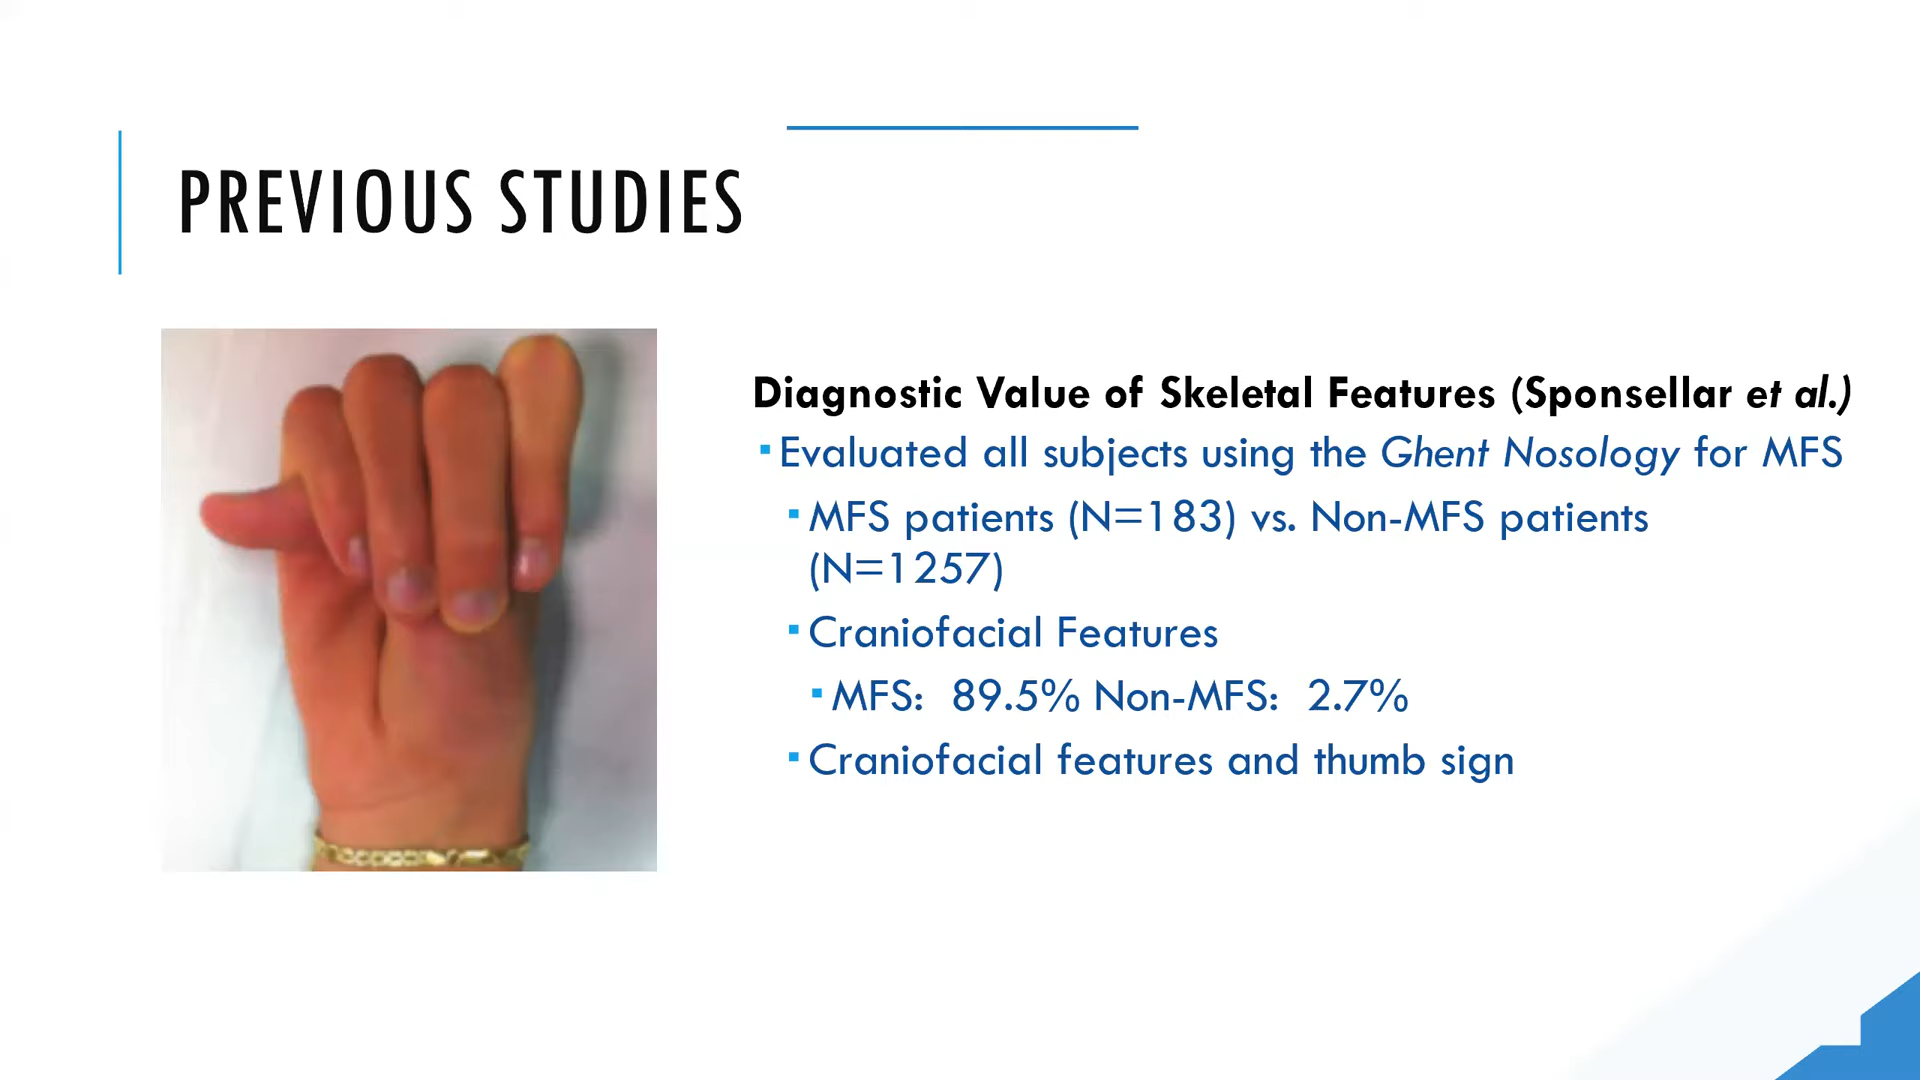 PREVIOUS STUDIES
Diagnostic Value of Skeletal Features (Sponsellar et al.)
Evaluated all subjects using the Ghent Nosology for MFS
MFS patients (N=183) vs. Non-MFS patients
(N=1257)
Craniofacial Features
MFS:  89.5% Non-MFS:  2.7%
Craniofacial features and thumb sign